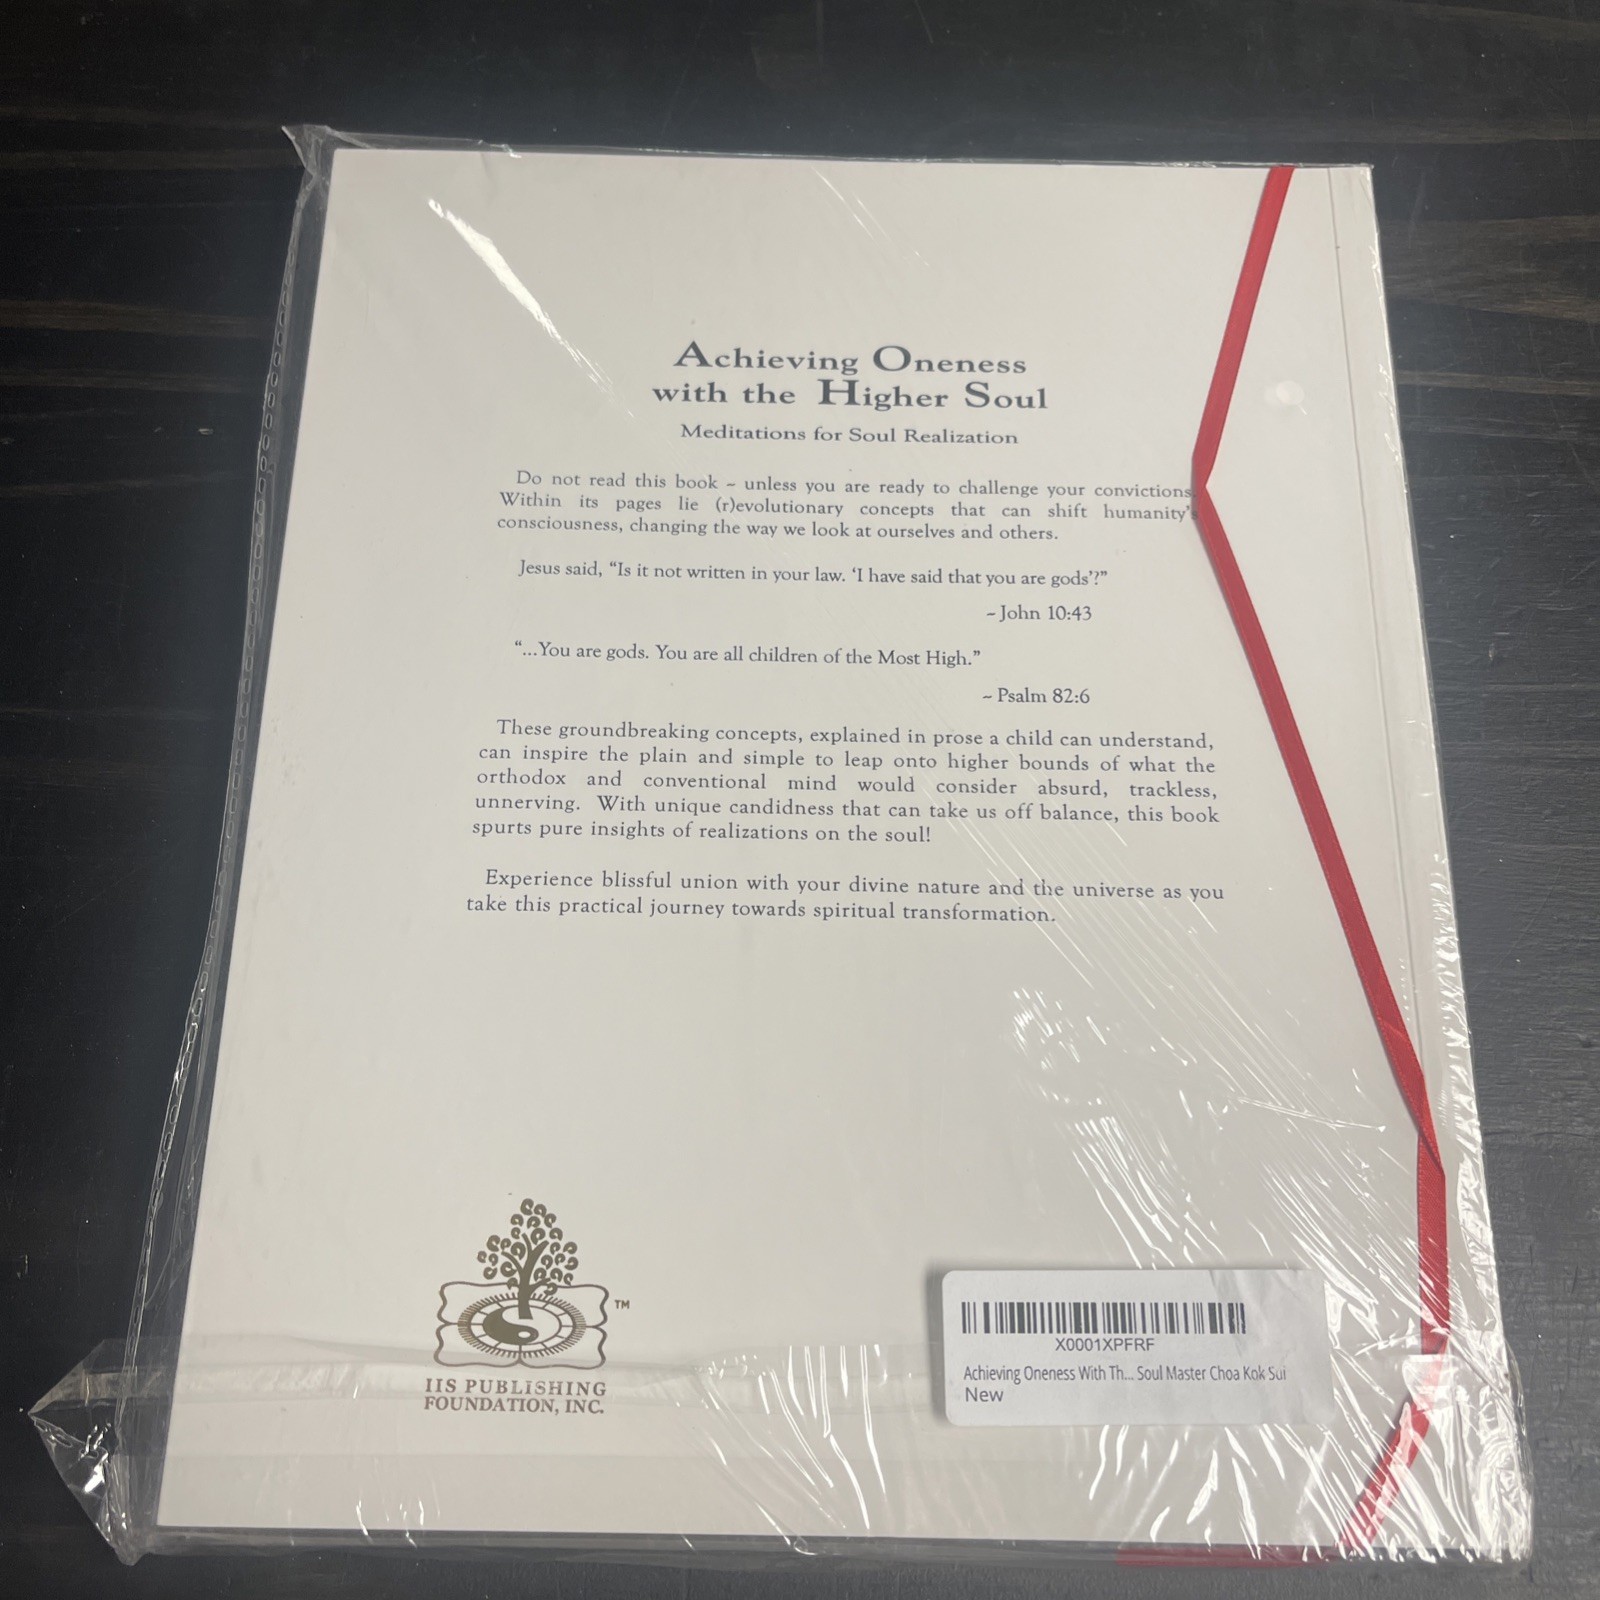 Achieving Oneness
with the Higher Soul
Meditations for Soul Realization
Do not read this book ~ unless you are ready to challenge your convictions.
Within its pages lie (r)evolutionary concepts that can shift humanity's
consciousness, changing the way we look at ourselves and others.
Jesus said, “Is it not written in your law. ‘I have said that you are gods’?”
~ John 10:43
“...You are gods. You are all children of the Most High.”
~ Psalm 82:6
These groundbreaking concepts, explained in prose a child can understand,
can inspire the plain and simple to leap onto higher bounds of what the
orthodox and conventional mind would consider absurd, trackless,
unnerving. With unique candidness that can take us off balance, this book
spurts pure insights of realizations on the soul!
Experience blissful union with your divine nature and the universe as you
take this practical journey towards spiritual transformation.
TM
IIS PUBLISHING
FOUNDATION, INC.
X0001XPFRF
Achieving Oneness With Th... Soul Master Choa Kok Sui
New